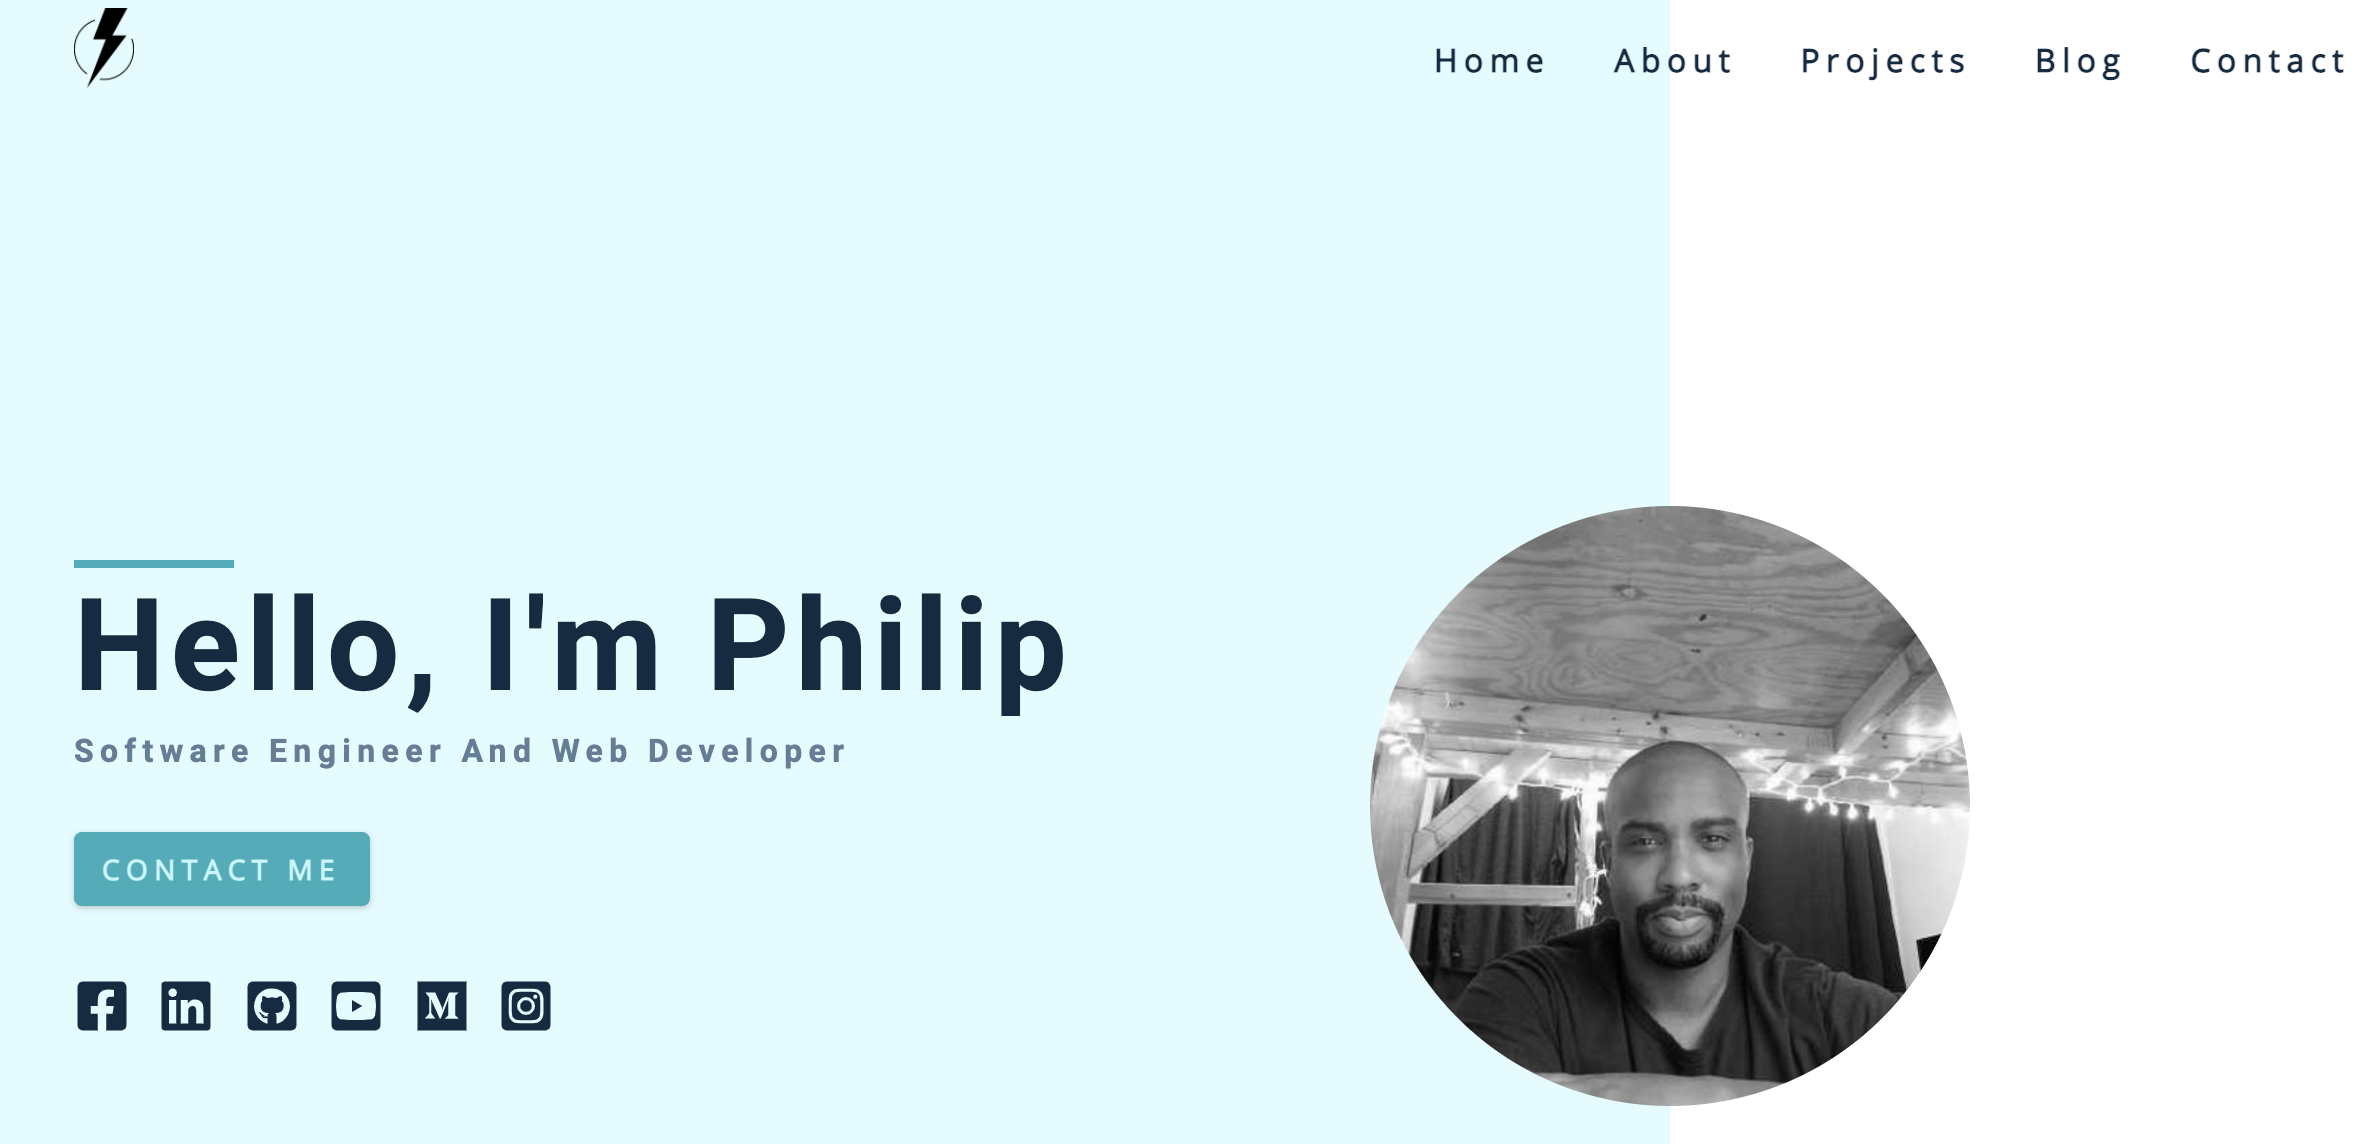 Home About Projects Blog Contact
Hello, I'm Philip
Software Engineer And Web Developer
CONTACT ME